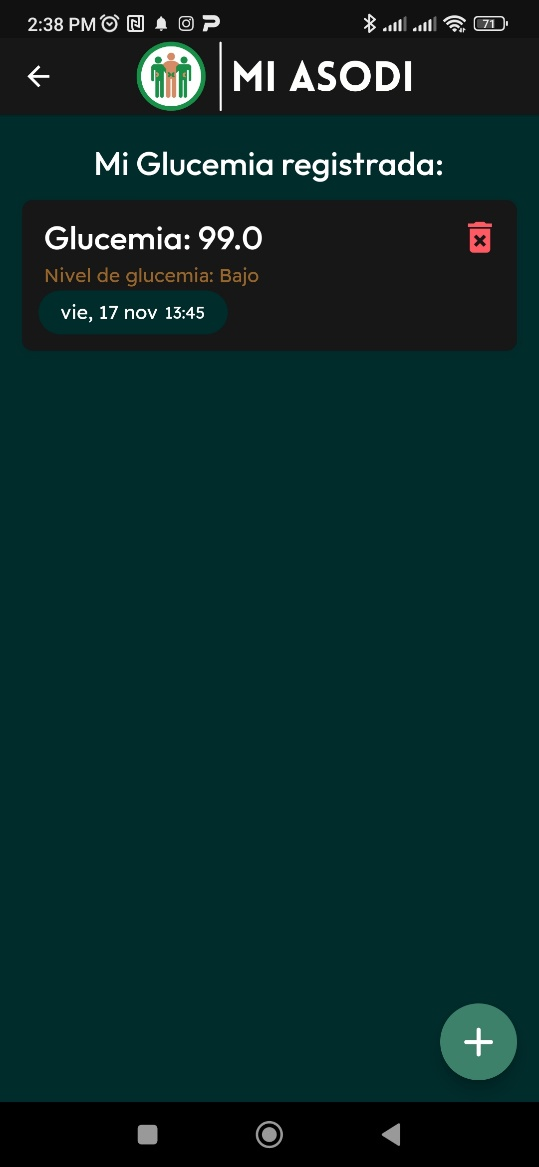 2:38 PM
71
MI ASODI
Mi Glucemia registrada:
Glucemia: 99.0
Nivel de glucemia: Bajo
vie, 17 nov 13:45